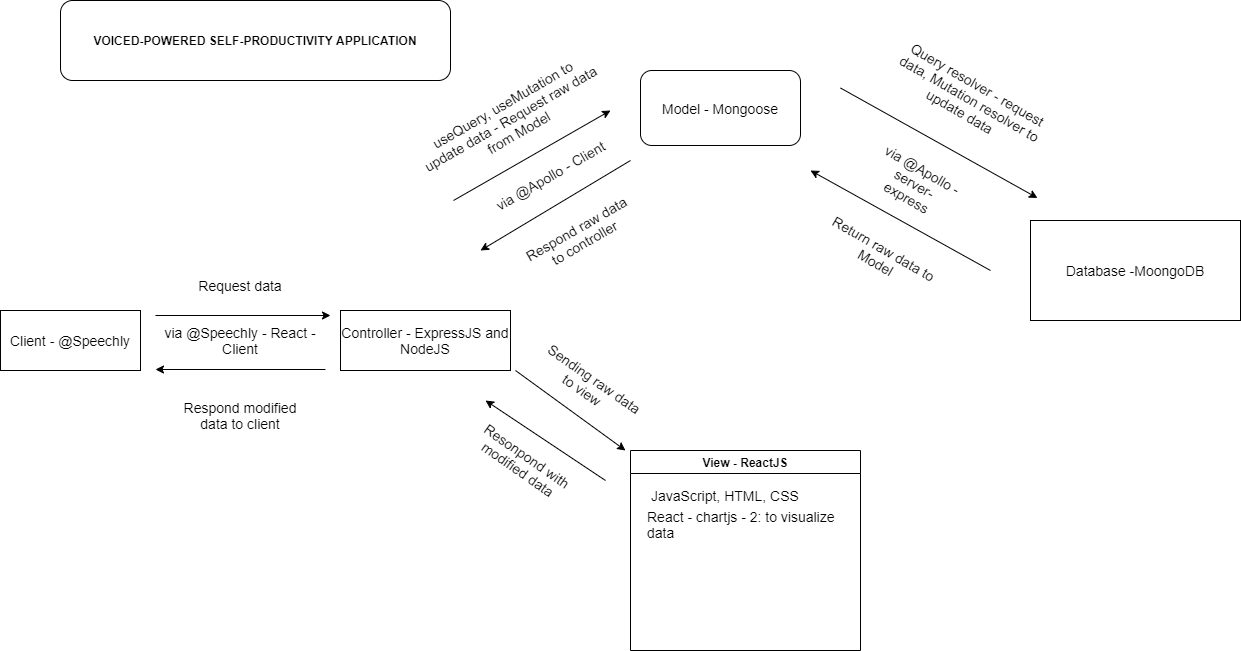 VOICED-POWERED SELF-PRODUCTIVITY APPLICATION
useQuery, useMutation to
update data - Request raw data
from Model
via @Apollo - Client
Respond raw data
to controller
Model - Mongoose
Query resolver - request
data, Mutation resolver to
update data
via @Apollo -
server-
express
Return raw data to
Model
Database -MoongoDB
Request data
Client - @Speechly
via @Speechly - React -
Client
Respond modified
data to client
Controller - ExpressJS and
NodeJS
Sending raw data
to view
Resonpond with
modified data
View - ReactJS
JavaScript, HTML, CSS
React - chartjs - 2: to visualize
data